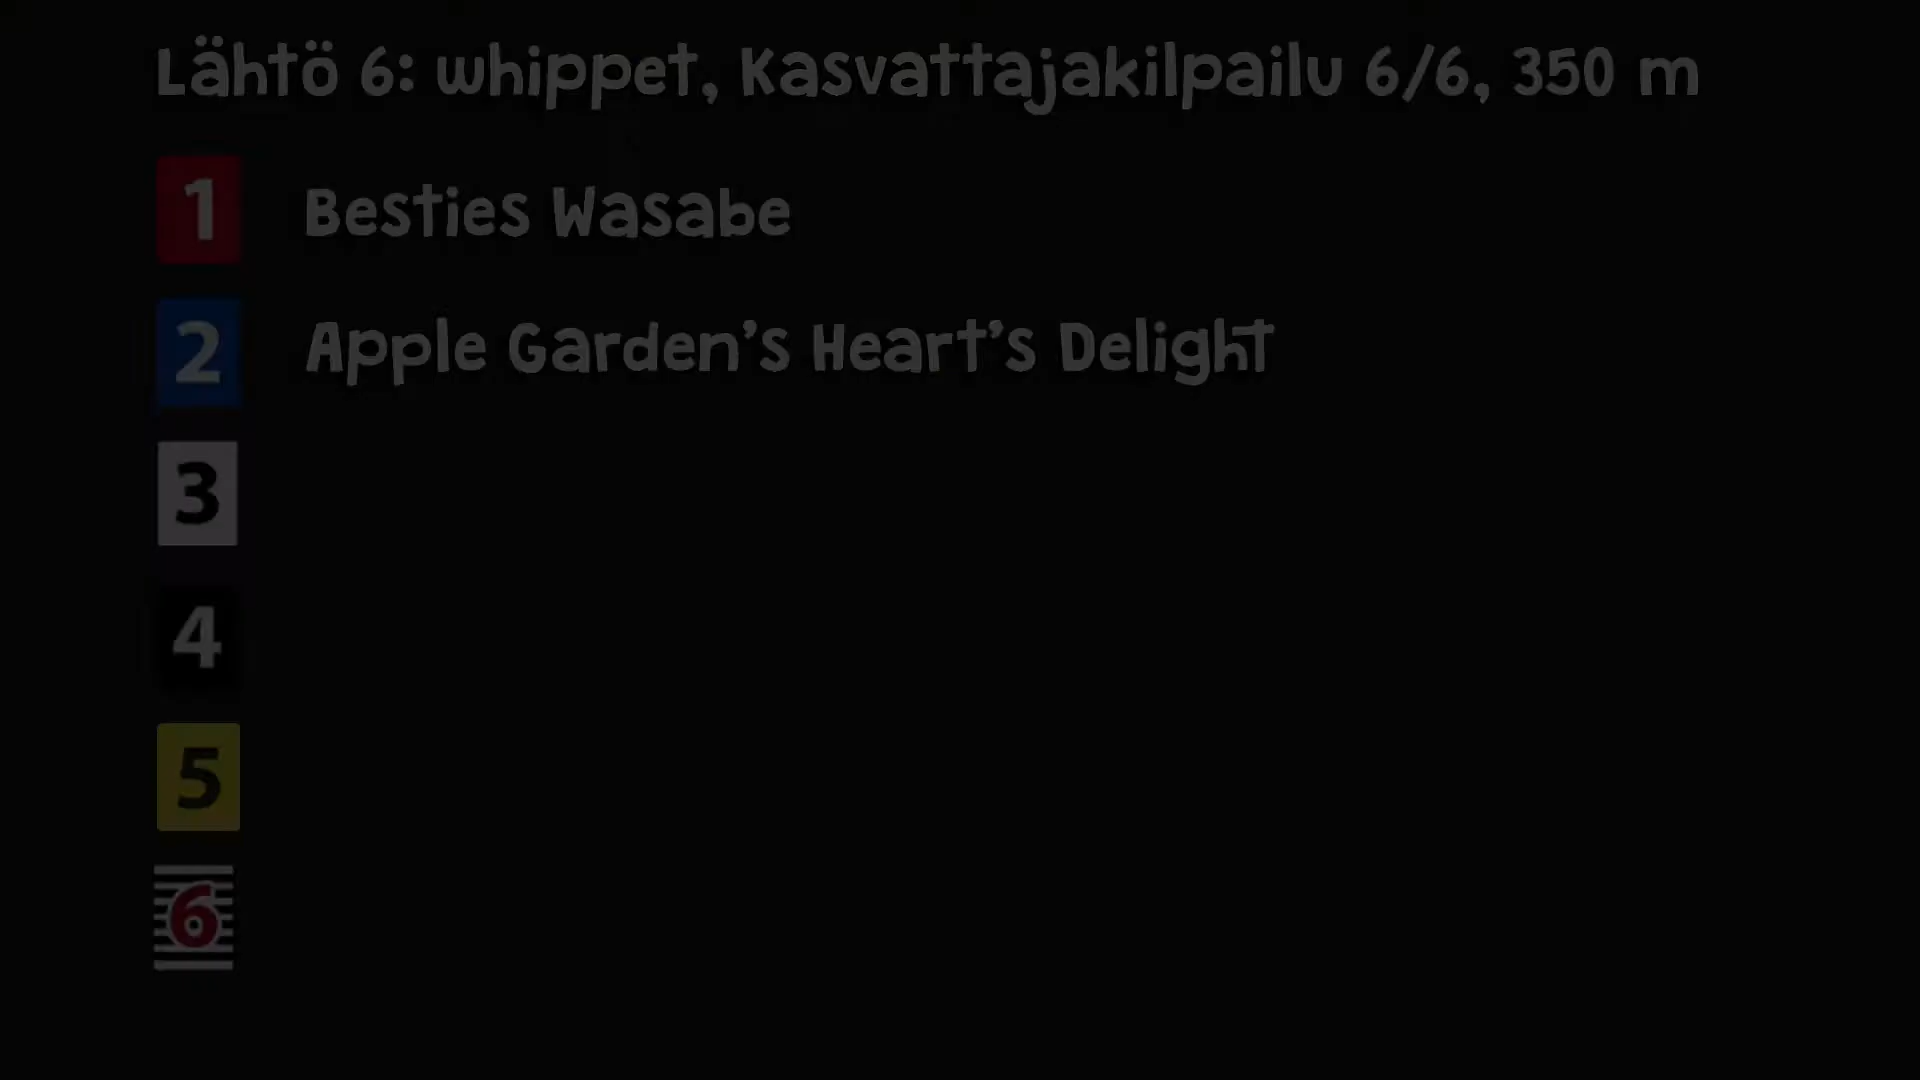 Lähtö 6: whippet, Kasvattajakilpailu 6/6, 350 m
1 Besties Wasabe
2 Apple Garden's Heart's Delight
3
4
5
6